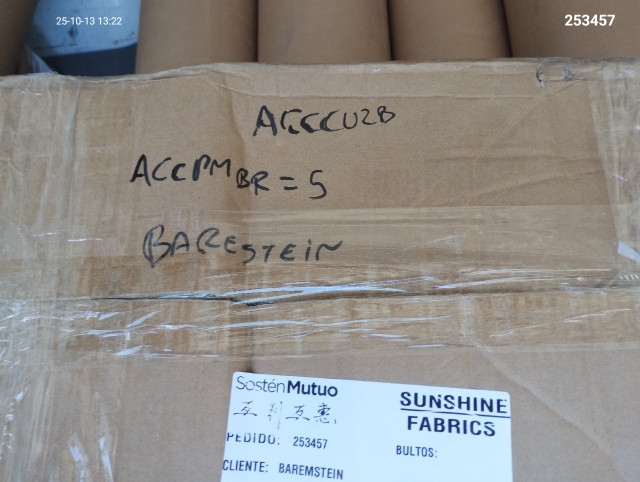 25-10-13 13:22
253457
ACCCU2B
ACCPMBR = 5
BARESTEIN
SosténMutuo
互利互惠
SUNSHINE
FABRICS
PEDIDO: 253457
BULTOS:
CLIENTE: BAREMSTEIN